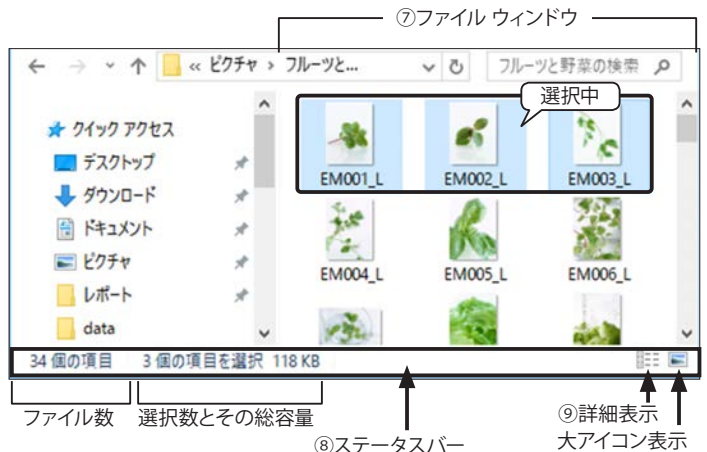 ⑦ファイル ウィンドウ
« ピクチャ › フルーツと...
フルーツと野菜の検索
選択中
クイック アクセス
デスクトップ
ダウンロード
ドキュメント
ピクチャ
レポート
data
EM001_L EM002_L EM003_L
EM004_L EM005_L EM006_L
34 個の項目 3 個の項目を選択 118 KB
ファイル数 選択数とその総容量
⑧ステータスバー
⑨詳細表示
大アイコン表示